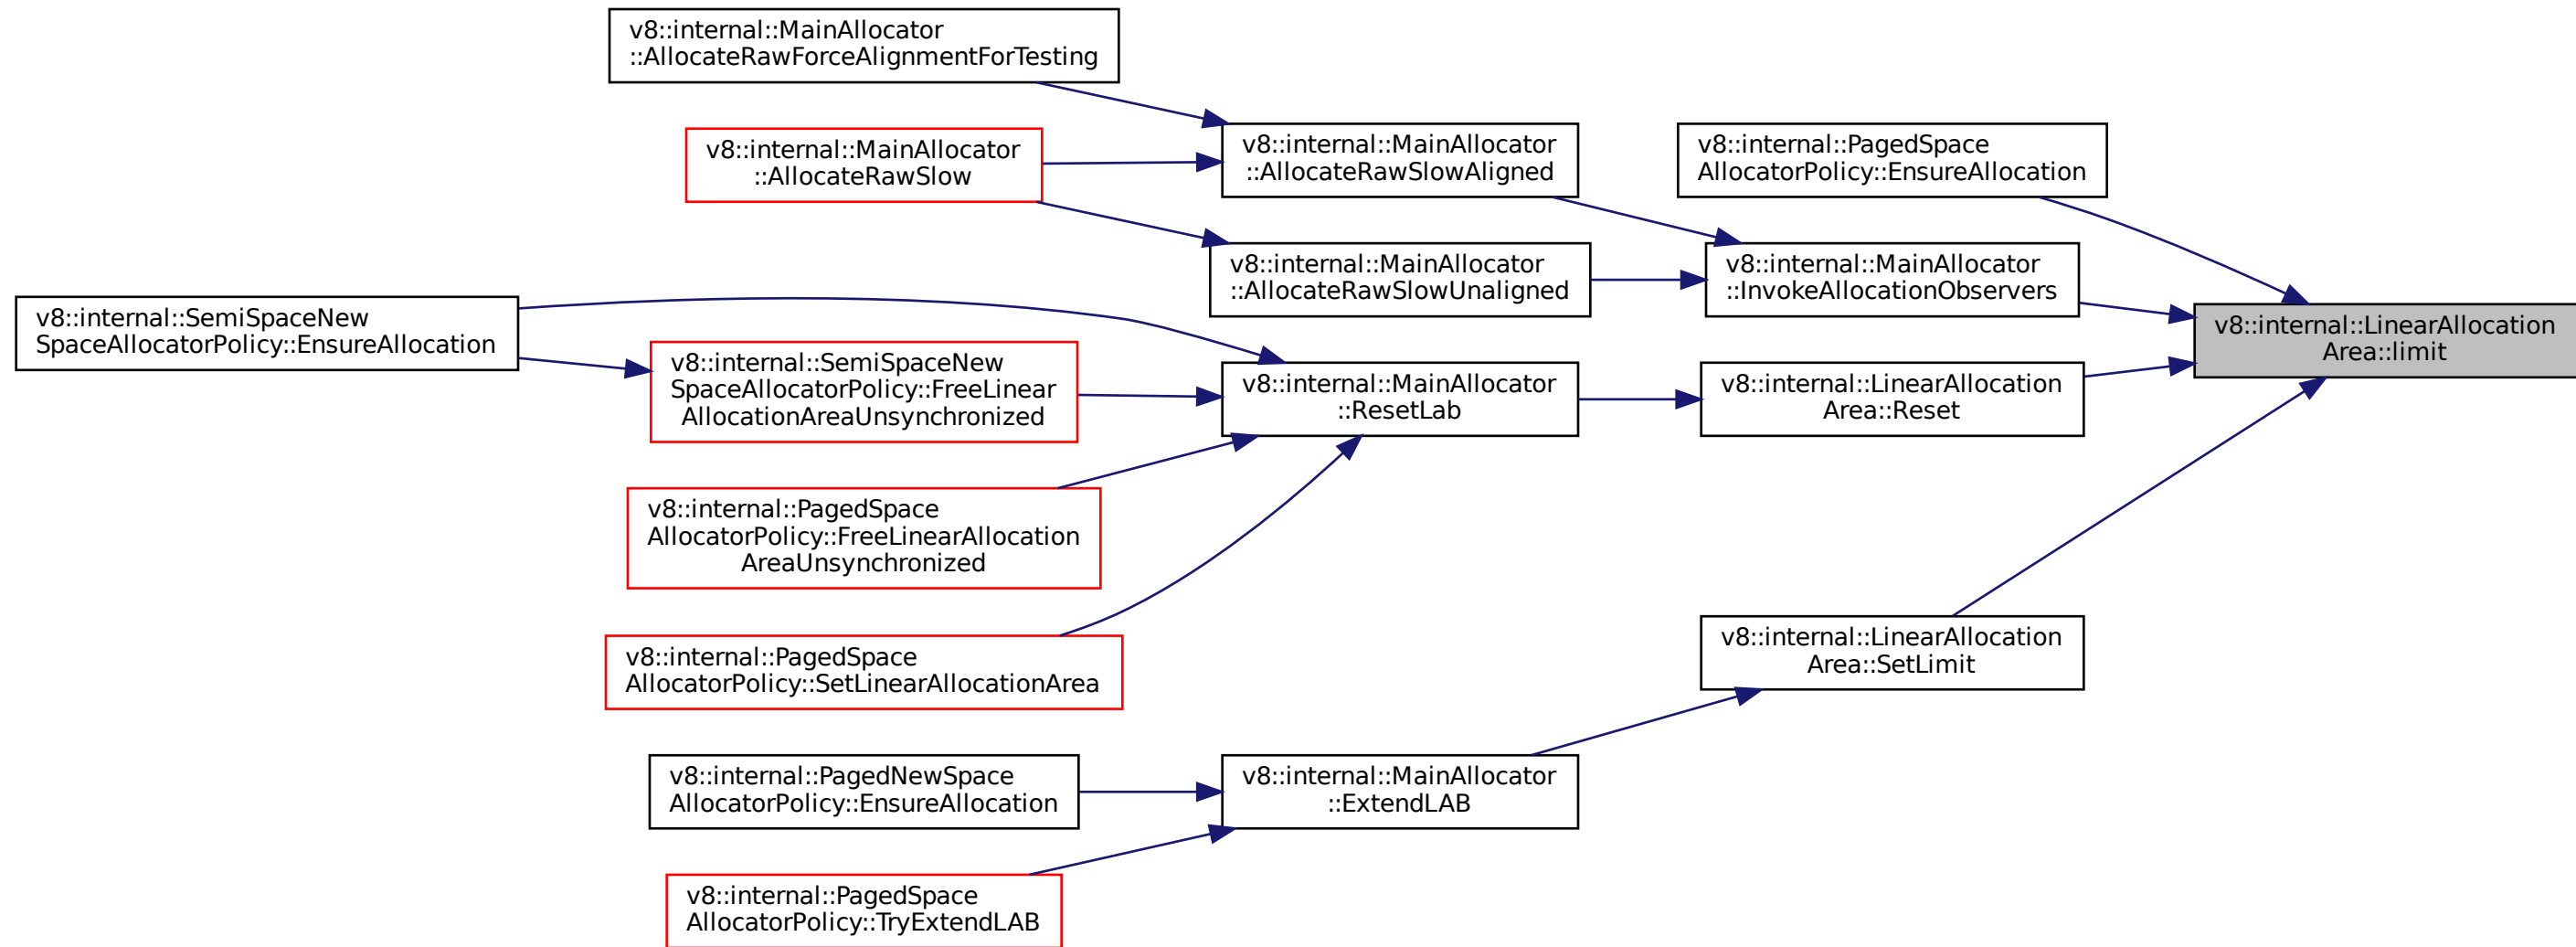 v8::internal::MainAllocator
::AllocateRawForceAlignmentForTesting
v8::internal::MainAllocator
::AllocateRawSlow
v8::internal::MainAllocator
::AllocateRawSlowAligned
v8::internal::PagedSpace
AllocatorPolicy::EnsureAllocation
v8::internal::MainAllocator
::AllocateRawSlowUnaligned
v8::internal::MainAllocator
::InvokeAllocationObservers
v8::internal::SemiSpaceNew
SpaceAllocatorPolicy::EnsureAllocation
v8::internal::LinearAllocation
Area::limit
v8::internal::SemiSpaceNew
SpaceAllocatorPolicy::FreeLinear
AllocationAreaUnsynchronized
v8::internal::MainAllocator
::ResetLab
v8::internal::LinearAllocation
Area::Reset
v8::internal::PagedSpace
AllocatorPolicy::FreeLinearAllocation
AreaUnsynchronized
v8::internal::PagedSpace
AllocatorPolicy::SetLinearAllocationArea
v8::internal::LinearAllocation
Area::SetLimit
v8::internal::PagedNewSpace
AllocatorPolicy::EnsureAllocation
v8::internal::MainAllocator
::ExtendLAB
v8::internal::PagedSpace
AllocatorPolicy::TryExtendLAB